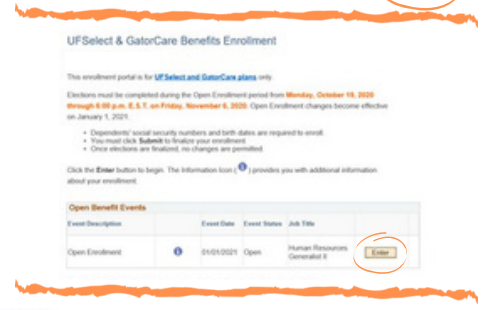 UFSelect & GatorCare Benefits Enrollment
This enrollment portal is for UFSelect and GatorCare plans only.
Elections must be completed during the Open Enrollment period from Monday, October 19, 2020
through 6:00 p.m. E.S.T. on Friday, November 6, 2020. Open Enrollment changes become effective
on January 1, 2021.
• Dependents' social security numbers and birth dates are required to enroll.
• You must click Submit to finalize your enrollment
• Once elections are finalized, no changes are permitted.
Click the Enter button to begin. The Information Icon ( i ) provides you with additional information
about your enrollment.
Open Benefit Events
Event Description Event Date Event Status Job Title
Open Enrollment i 01/01/2021 Open Human Resources
Generalist II Enter